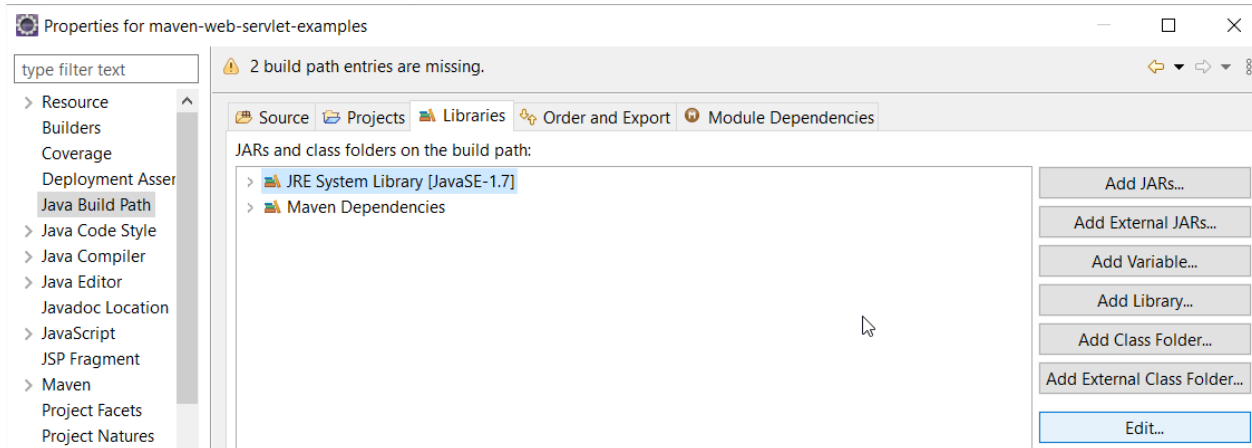 Properties for maven-web-servlet-examples
type filter text
2 build path entries are missing.
Resource
Builders
Coverage
Deployment Asser
Java Build Path
Java Code Style
Java Compiler
Java Editor
Javadoc Location
JavaScript
JSP Fragment
Maven
Project Facets
Project Natures
Source Projects Libraries Order and Export Module Dependencies
JARs and class folders on the build path:
JRE System Library [JavaSE-1.7]
Maven Dependencies
Add JARs...
Add External JARs...
Add Variable...
Add Library...
Add Class Folder...
Add External Class Folder...
Edit...